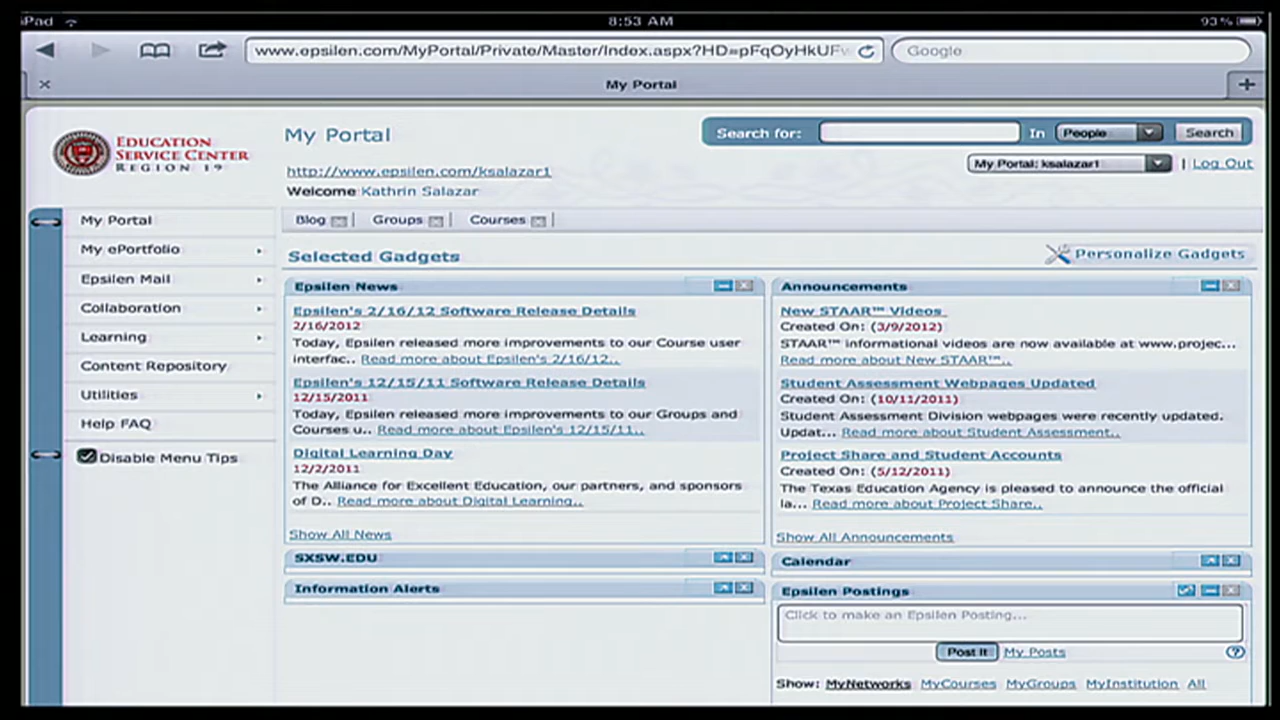 iPad 8:53 AM 93%
www.epsilen.com/MyPortal/Private/Master/Index.aspx?HD=pFqOyHkUF Google
My Portal
EDUCATION
SERVICE CENTER
REGION 19
My Portal
http://www.epsilen.com/ksalazar1
Welcome Kathrin Salazar
Search for: In People Search
My Portal: ksalazar1 | Log Out
Blog | Groups | Courses |
My Portal
My ePortfolio
Epsilen Mail
Collaboration
Learning
Content Repository
Utilities
Help FAQ
Disable Menu Tips
Selected Gadgets
Personalize Gadgets
Epsilen News
Epsilen's 2/16/12 Software Release Details
2/16/2012
Today, Epsilen released more improvements to our Course user
interfac.. Read more about Epsilen's 2/16/12..
Epsilen's 12/15/11 Software Release Details
12/15/2011
Today, Epsilen released more improvements to our Groups and
Courses u.. Read more about Epsilen's 12/15/11..
Digital Learning Day
12/2/2011
The Alliance for Excellent Education, our partners, and sponsors
of D.. Read more about Digital Learning..
Show All News
SXSW.EDU
Information Alerts
Announcements
New STAAR™ Videos
Created On: (3/9/2012)
STAAR™ informational videos are now available at www.projec...
Read more about New STAAR™..
Student Assessment Webpages Updated
Created On: (10/11/2011)
Student Assessment Division webpages were recently updated.
Updat... Read more about Student Assessment..
Project Share and Student Accounts
Created On: (5/12/2011)
The Texas Education Agency is pleased to announce the official
la... Read more about Project Share..
Show All Announcements
Calendar
Epsilen Postings
Click to make an Epsilen Posting...
Post It My Posts
Show: MyNetworks MyCourses MyGroups MyInstitution All